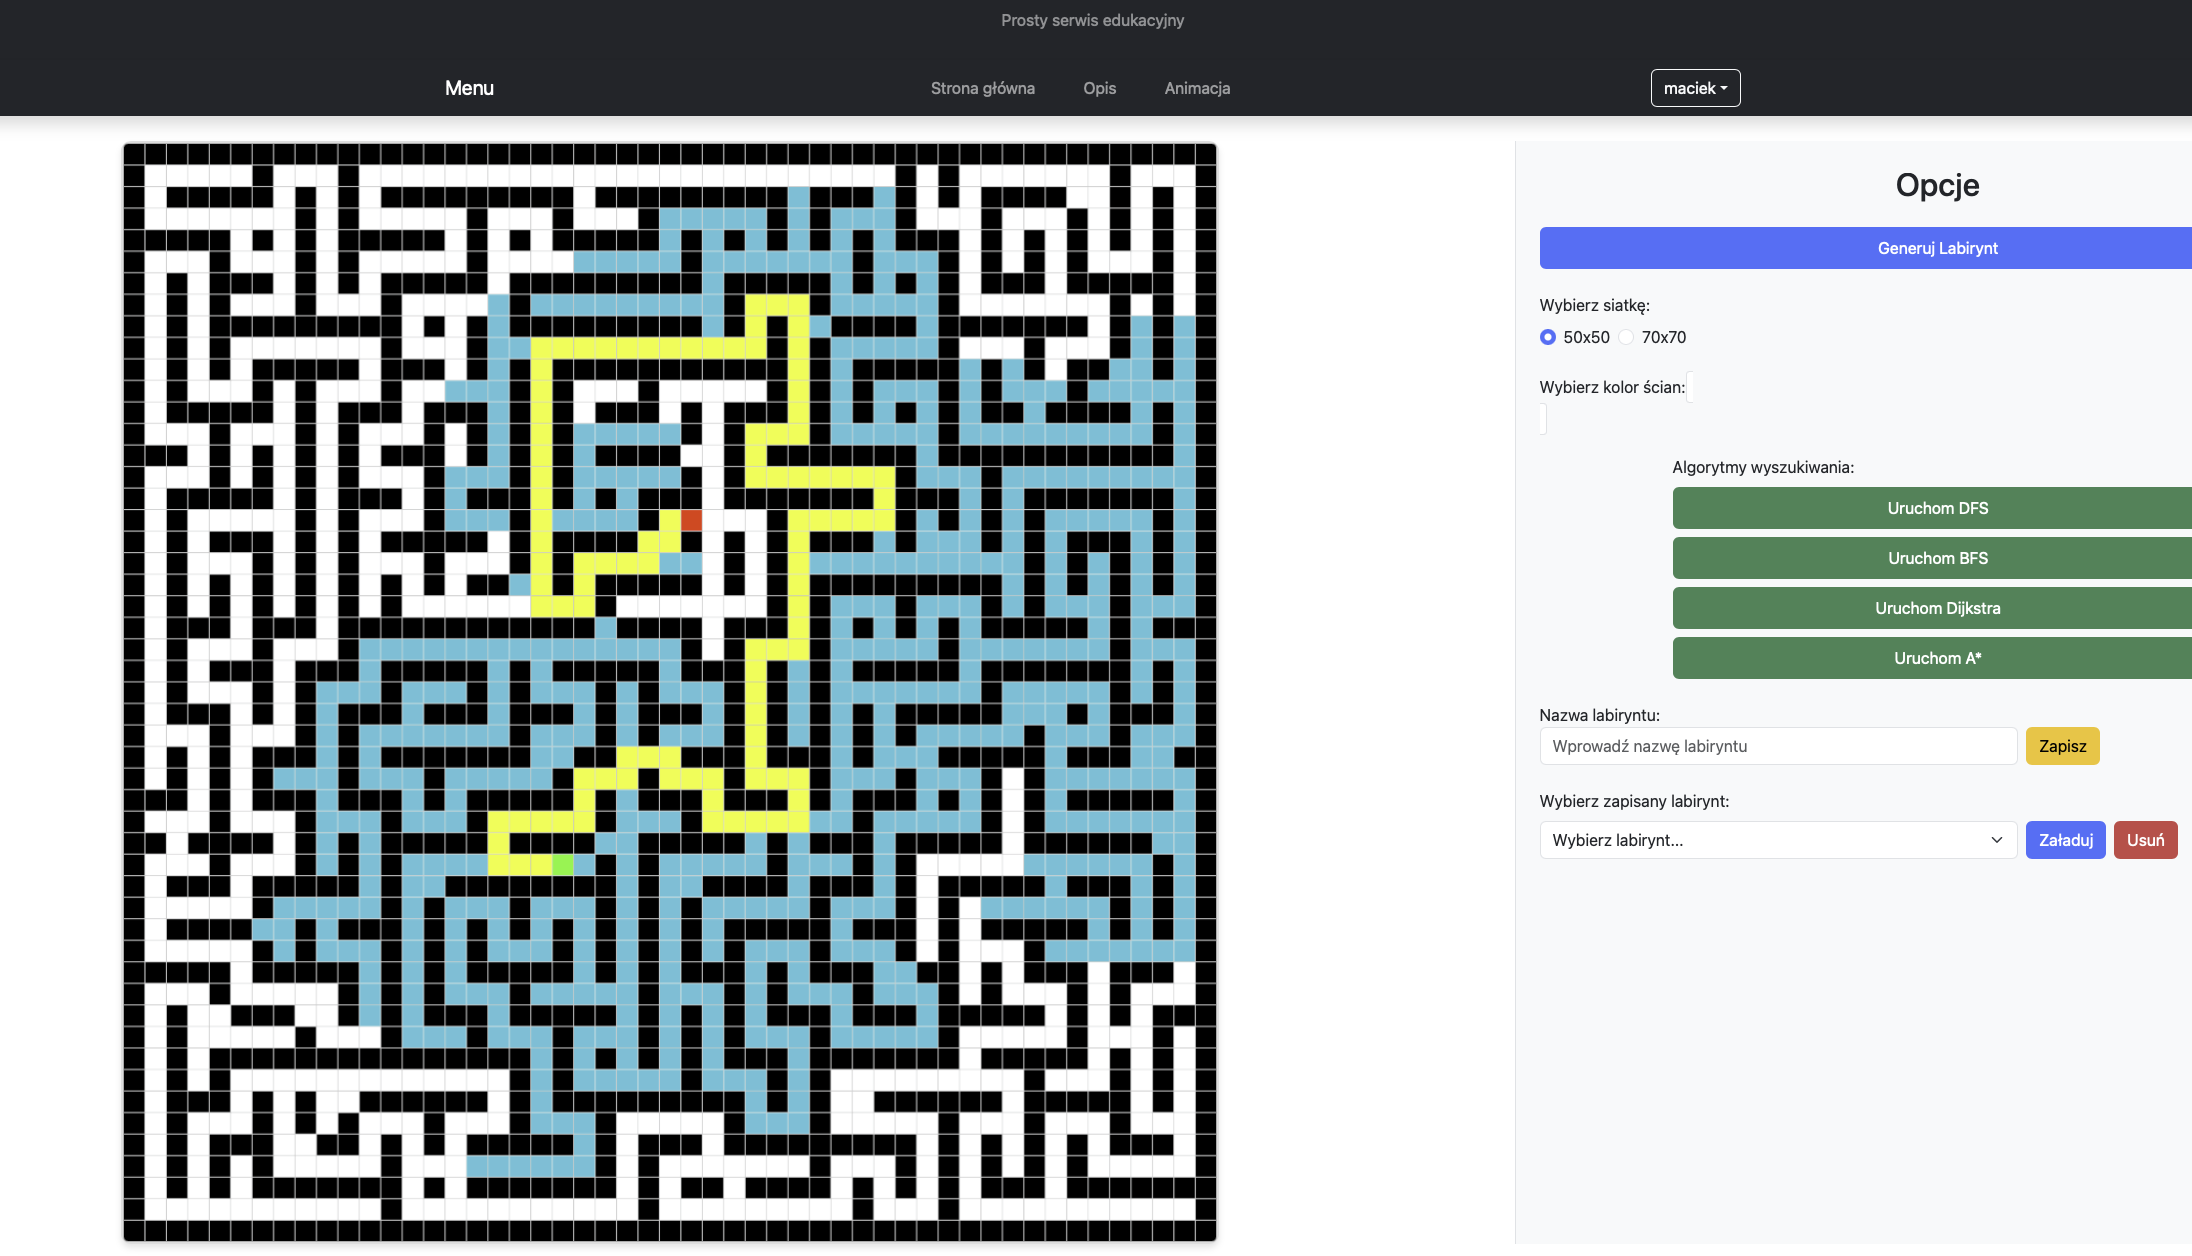 Prosty serwis edukacyjny
Menu
Strona główna
Opis
Animacja
maciek
Opcje
Generuj Labirynt
Wybierz siatkę:
50x50
70x70
Wybierz kolor ścian:
Algorytmy wyszukiwania:
Uruchom DFS
Uruchom BFS
Uruchom Dijkstra
Uruchom A*
Nazwa labiryntu:
Wprowadź nazwę labiryntu
Zapisz
Wybierz zapisany labirynt:
Wybierz labirynt...
Załaduj
Usuń